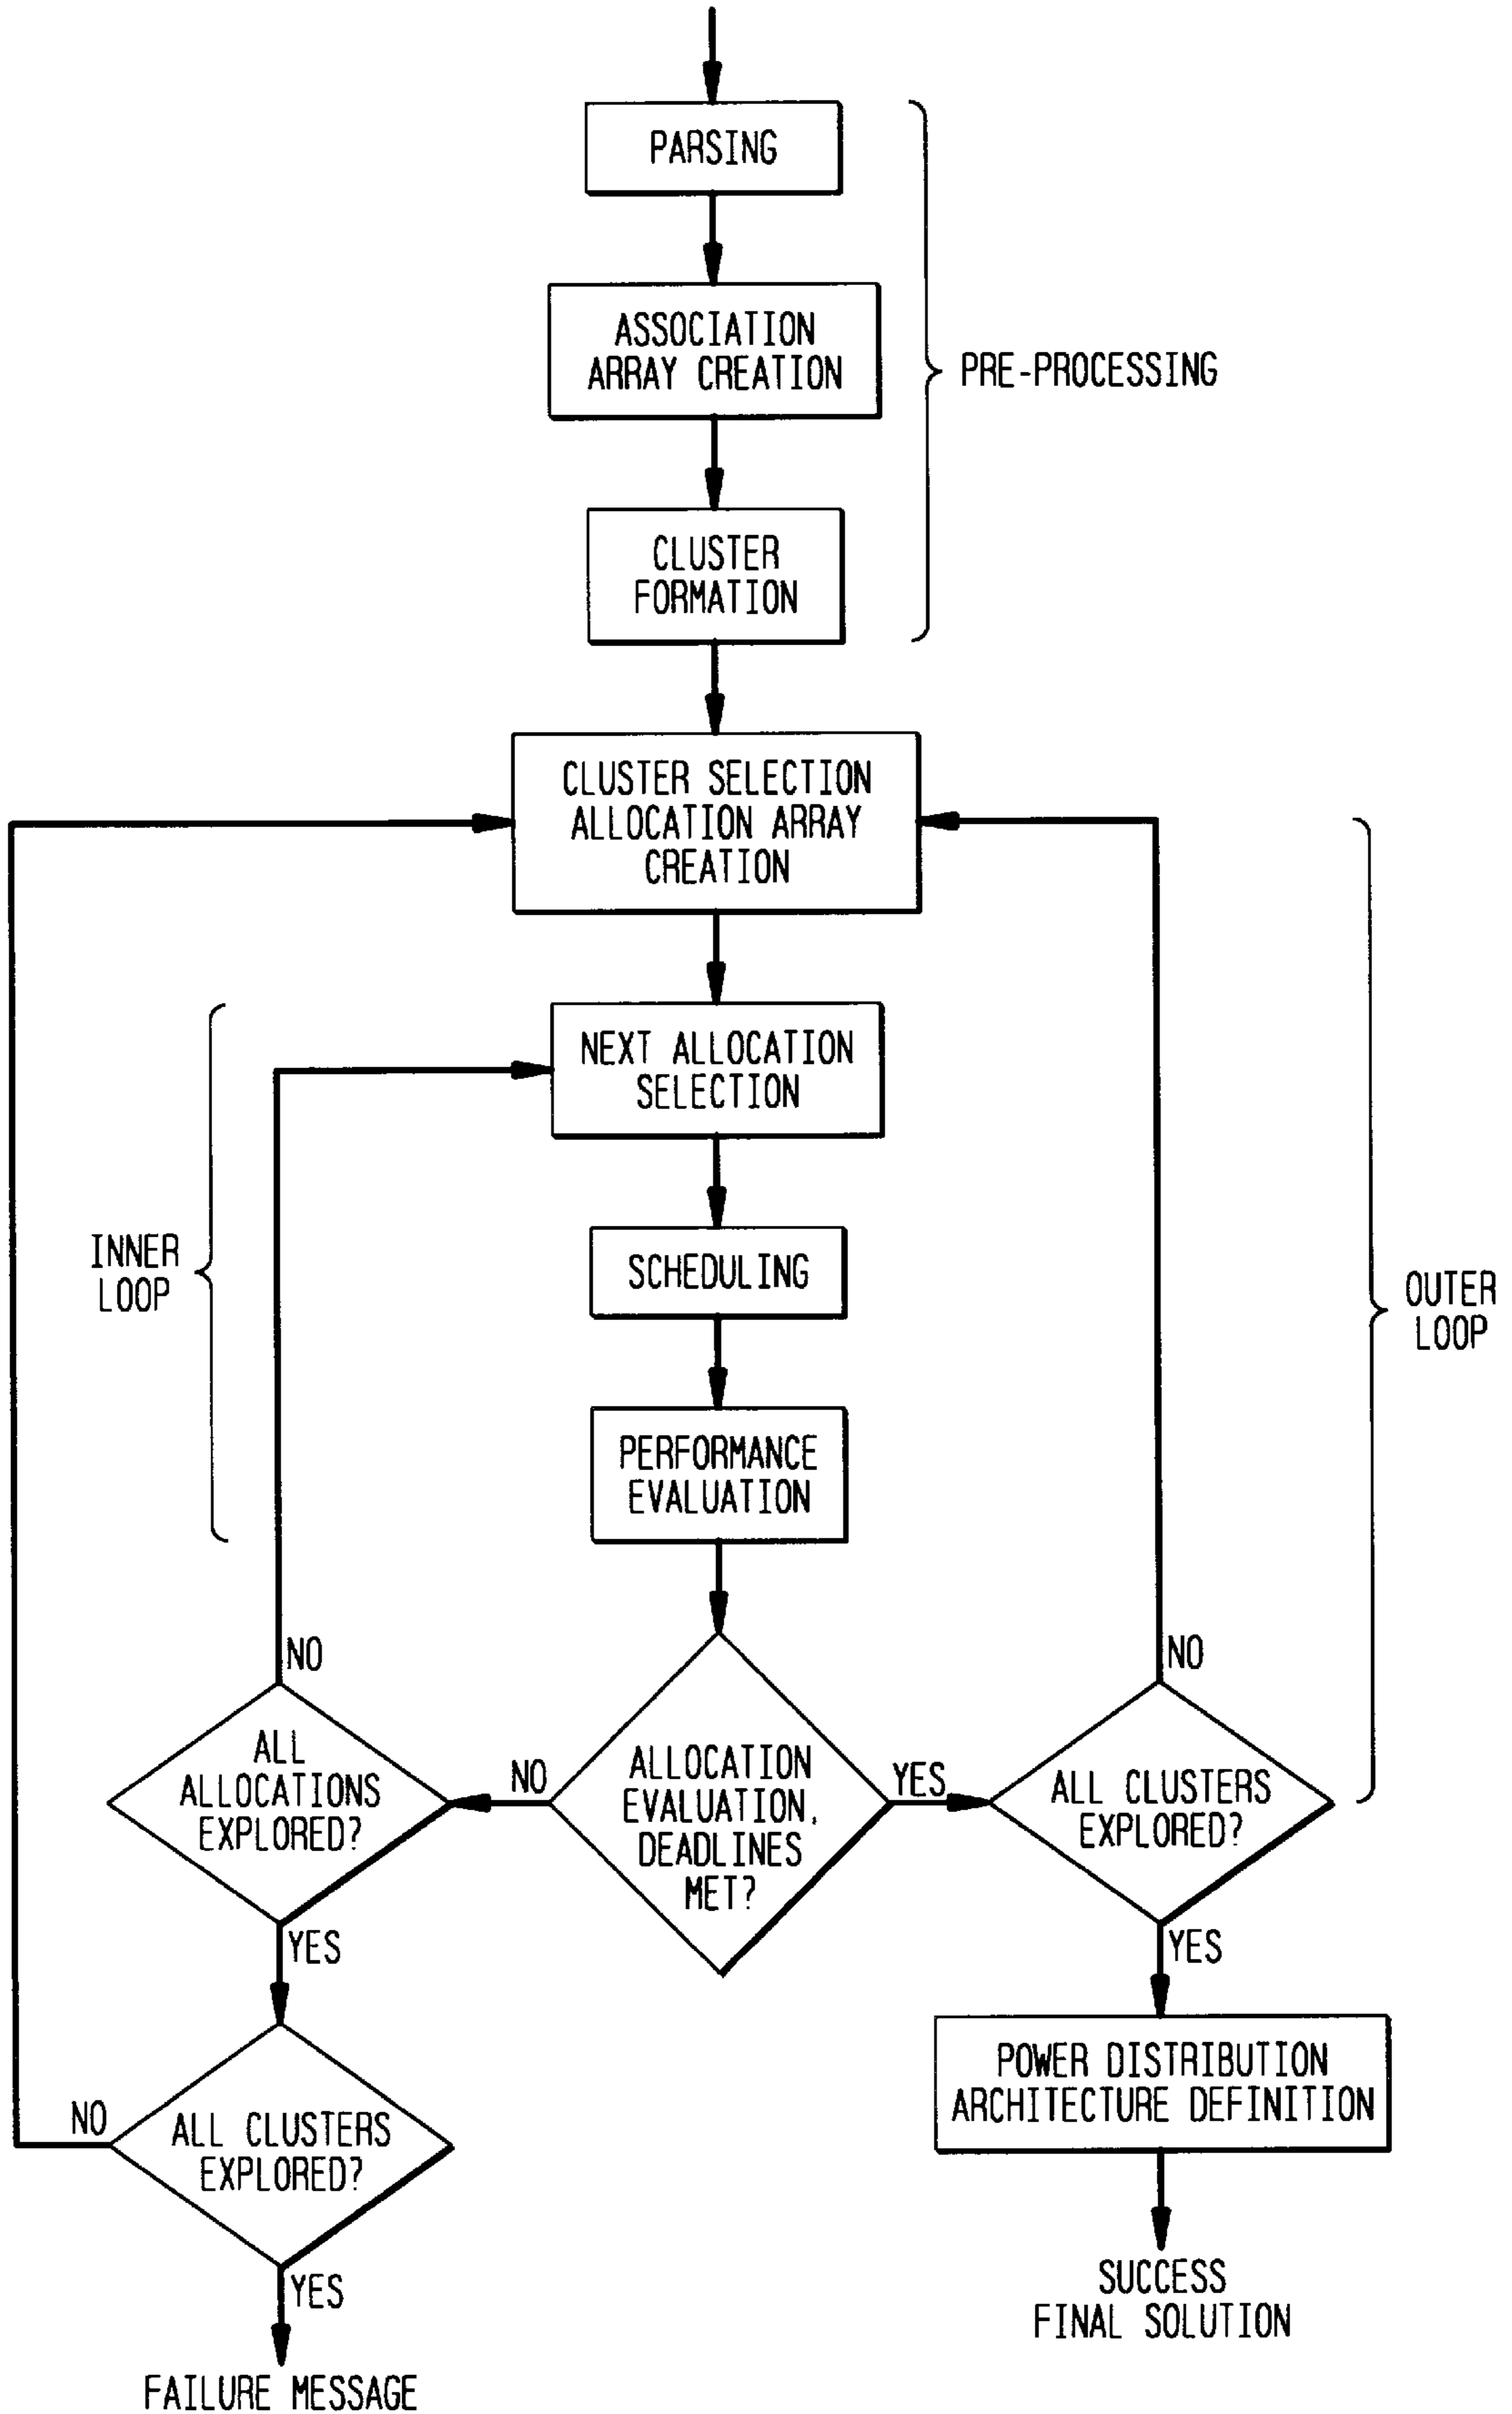 PARSING
ASSOCIATION
ARRAY CREATION
PRE-PROCESSING
CLUSTER
FORMATION
CLUSTER SELECTION
ALLOCATION ARRAY
CREATION
NEXT ALLOCATION
SELECTION
INNER
LOOP
SCHEDULING
OUTER
LOOP
PERFORMANCE
EVALUATION
NO
NO
ALL
ALLOCATIONS
EXPLORED?
NO
ALLOCATION
EVALUATION,
DEADLINES
MET?
YES
ALL CLUSTERS
EXPLORED?
YES
YES
NO
ALL CLUSTERS
EXPLORED?
POWER DISTRIBUTION
ARCHITECTURE DEFINITION
YES
SUCCESS
FINAL SOLUTION
FAILURE MESSAGE